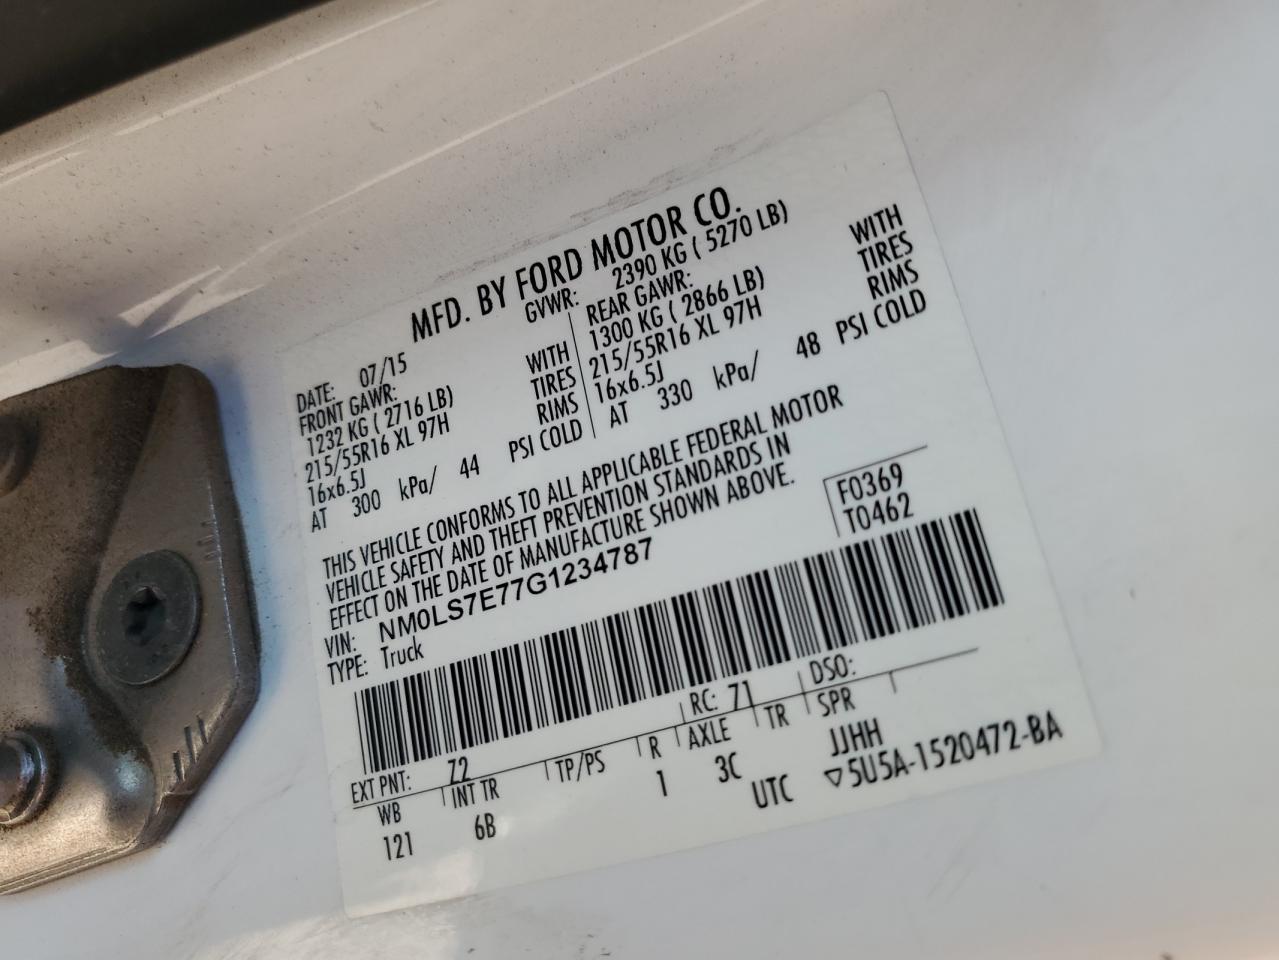 MFD. BY FORD MOTOR CO.
DATE: 07/15 GVWR: 2390 KG ( 5270 LB)
FRONT GAWR: REAR GAWR:
1232 KG ( 2716 LB) WITH 1300 KG ( 2866 LB) WITH
215/55R16 XL 97H TIRES 215/55R16 XL 97H TIRES
16x6.5J RIMS 16x6.5J RIMS
AT 300 kPa/ 44 PSI COLD AT 330 kPa/ 48 PSI COLD
THIS VEHICLE CONFORMS TO ALL APPLICABLE FEDERAL MOTOR
VEHICLE SAFETY AND THEFT PREVENTION STANDARDS IN
EFFECT ON THE DATE OF MANUFACTURE SHOWN ABOVE.
F0369
T0462
VIN: NM0LS7E77G1234787
TYPE: Truck
EXT PNT: Z2 RC: 71 DSO:
WB INT TR TP/PS R AXLE TR SPR
121 6B 1 3C JJHH
UTC ▽5U5A-1520472-BA